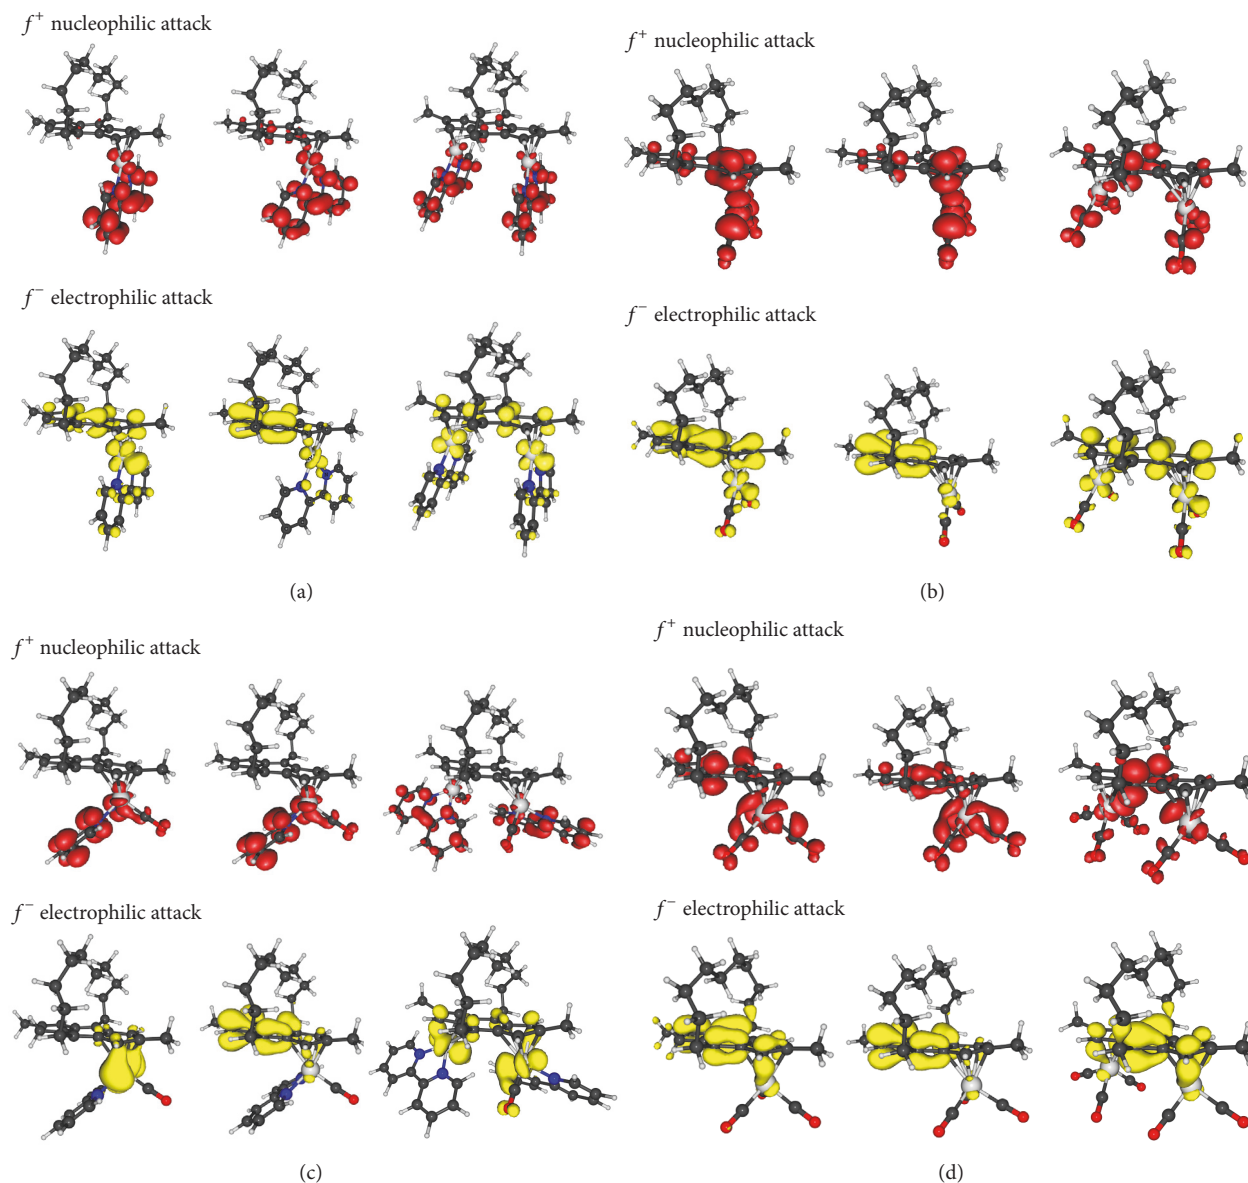 f⁺ nucleophilic attack
f⁻ electrophilic attack
(a)
f⁺ nucleophilic attack
f⁻ electrophilic attack
(b)
f⁺ nucleophilic attack
f⁻ electrophilic attack
(c)
f⁺ nucleophilic attack
f⁻ electrophilic attack
(d)